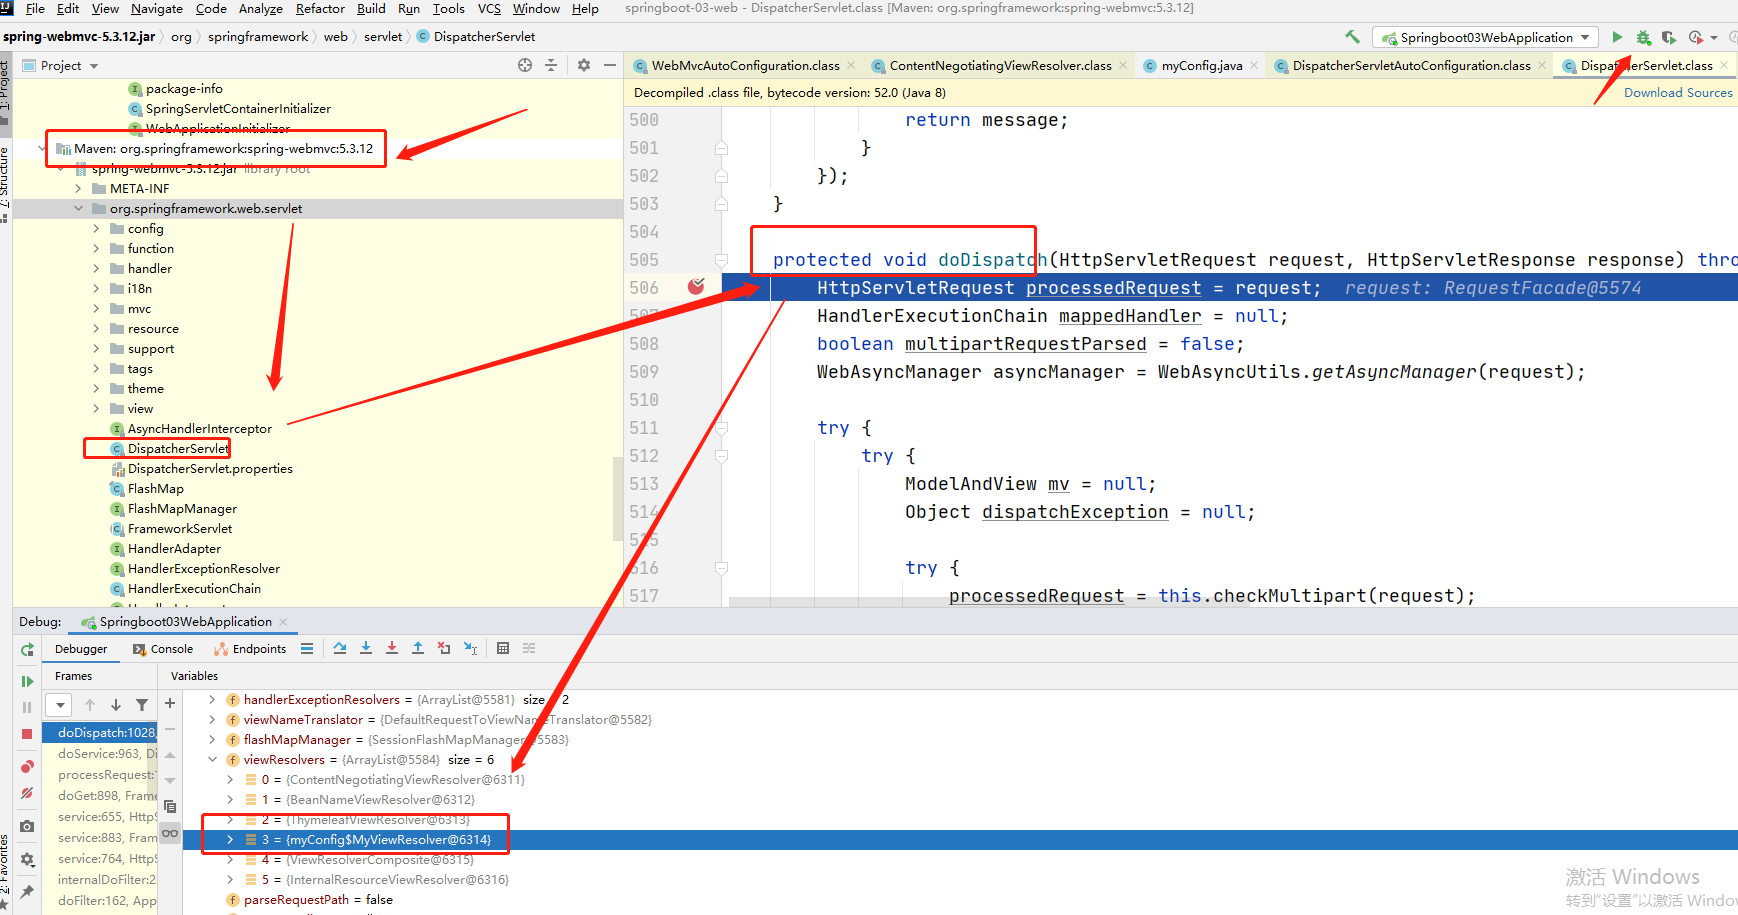 File Edit View Navigate Code Analyze Refactor Build Run Tools VCS Window Help springboot-03-web - DispatcherServlet.class [Maven: org.springframework:spring-webmvc:5.3.12]
spring-webmvc-5.3.12.jar org springframework web servlet DispatcherServlet
Springboot03WebApplication
1: Project
7: Structure
2: Favorites
Project
package-info
SpringServletContainerInitializer
WebApplicationInitializer
Maven: org.springframework:spring-webmvc:5.3.12
spring-webmvc-5.3.12.jar library root
META-INF
org.springframework.web.servlet
config
function
handler
i18n
mvc
resource
support
tags
theme
view
AsyncHandlerInterceptor
DispatcherServlet
DispatcherServlet.properties
FlashMap
FlashMapManager
FrameworkServlet
HandlerAdapter
HandlerExceptionResolver
HandlerExecutionChain
WebMvcAutoConfiguration.class ContentNegotiatingViewResolver.class myConfig.java DispatcherServletAutoConfiguration.class DispatcherServlet.class
Decompiled .class file, bytecode version: 52.0 (Java 8) Download Sources
500 return message;
501 }
502 });
503 }
504
505 protected void doDispatch(HttpServletRequest request, HttpServletResponse response) thro
506 HttpServletRequest processedRequest = request; request: RequestFacade@5574
507 HandlerExecutionChain mappedHandler = null;
508 boolean multipartRequestParsed = false;
509 WebAsyncManager asyncManager = WebAsyncUtils.getAsyncManager(request);
510
511 try {
512 try {
513 ModelAndView mv = null;
514 Object dispatchException = null;
515
516 try {
517 processedRequest = this.checkMultipart(request);
Debug: Springboot03WebApplication
Debugger Console Endpoints
Frames
doDispatch:1028,
doService:963, Di
processRequest:
doGet:898, Frame
service:655, HttpS
service:883, Fram
service:764, HttpS
internalDoFilter:2
doFilter:162, App
Variables
handlerExceptionResolvers = {ArrayList@5581} size = 2
viewNameTranslator = {DefaultRequestToViewNameTranslator@5582}
flashMapManager = {SessionFlashMapManager@5583}
viewResolvers = {ArrayList@5584} size = 6
0 = {ContentNegotiatingViewResolver@6311}
1 = {BeanNameViewResolver@6312}
2 = {ThymeleafViewResolver@6313}
3 = {myConfig$MyViewResolver@6314}
4 = {ViewResolverComposite@6315}
5 = {InternalResourceViewResolver@6316}
parseRequestPath = false
激活 Windows
转到"设置"以激活 Windo